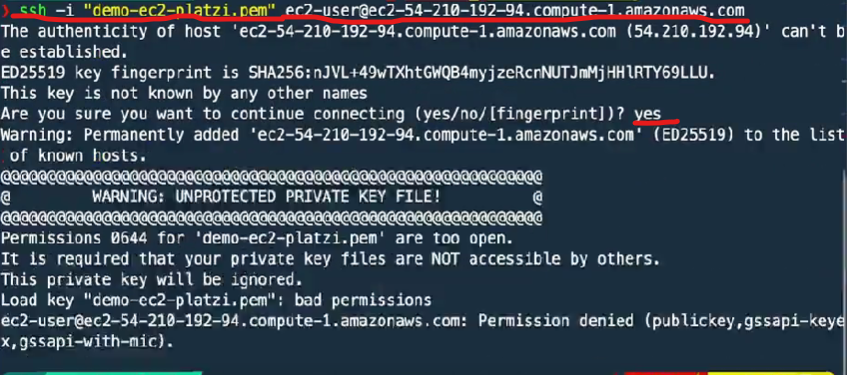 ❯ ssh -i "demo-ec2-platzi.pem" ec2-user@ec2-54-210-192-94.compute-1.amazonaws.com
The authenticity of host 'ec2-54-210-192-94.compute-1.amazonaws.com (54.210.192.94)' can't b
e established.
ED25519 key fingerprint is SHA256:nJVL+49wTXhtGWQB4myjzeRcnNUTJmMjHHlRTY69LLU.
This key is not known by any other names
Are you sure you want to continue connecting (yes/no/[fingerprint])? yes
Warning: Permanently added 'ec2-54-210-192-94.compute-1.amazonaws.com' (ED25519) to the list
 of known hosts.
@@@@@@@@@@@@@@@@@@@@@@@@@@@@@@@@@@@@@@@@@@@@@@@@@@@@@@@@@@@
@         WARNING: UNPROTECTED PRIVATE KEY FILE!          @
@@@@@@@@@@@@@@@@@@@@@@@@@@@@@@@@@@@@@@@@@@@@@@@@@@@@@@@@@@@
Permissions 0644 for 'demo-ec2-platzi.pem' are too open.
It is required that your private key files are NOT accessible by others.
This private key will be ignored.
Load key "demo-ec2-platzi.pem": bad permissions
ec2-user@ec2-54-210-192-94.compute-1.amazonaws.com: Permission denied (publickey,gssapi-keye
x,gssapi-with-mic).